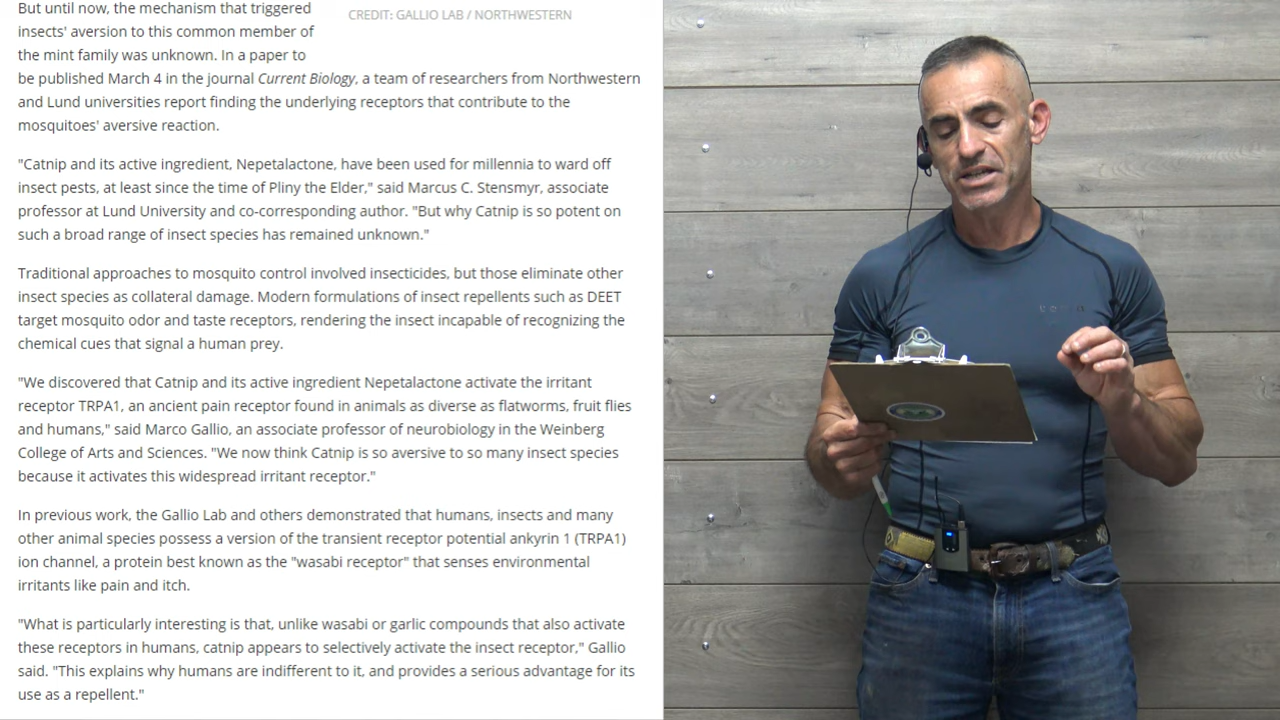 But until now, the mechanism that triggered
CREDIT: GALLIO LAB / NORTHWESTERN
insects' aversion to this common member of
the mint family was unknown. In a paper to
be published March 4 in the journal Current Biology, a team of researchers from Northwestern
and Lund universities report finding the underlying receptors that contribute to the
mosquitoes' aversive reaction.
"Catnip and its active ingredient, Nepetalactone, have been used for millennia to ward off
insect pests, at least since the time of Pliny the Elder," said Marcus C. Stensmyr, associate
professor at Lund University and co-corresponding author. "But why Catnip is so potent on
such a broad range of insect species has remained unknown."
Traditional approaches to mosquito control involved insecticides, but those eliminate other
insect species as collateral damage. Modern formulations of insect repellents such as DEET
target mosquito odor and taste receptors, rendering the insect incapable of recognizing the
chemical cues that signal a human prey.
"We discovered that Catnip and its active ingredient Nepetalactone activate the irritant
receptor TRPA1, an ancient pain receptor found in animals as diverse as flatworms, fruit flies
and humans," said Marco Gallio, an associate professor of neurobiology in the Weinberg
College of Arts and Sciences. "We now think Catnip is so aversive to so many insect species
because it activates this widespread irritant receptor."
In previous work, the Gallio Lab and others demonstrated that humans, insects and many
other animal species possess a version of the transient receptor potential ankyrin 1 (TRPA1)
ion channel, a protein best known as the "wasabi receptor" that senses environmental
irritants like pain and itch.
"What is particularly interesting is that, unlike wasabi or garlic compounds that also activate
these receptors in humans, catnip appears to selectively activate the insect receptor," Gallio
said. "This explains why humans are indifferent to it, and provides a serious advantage for its
use as a repellent."